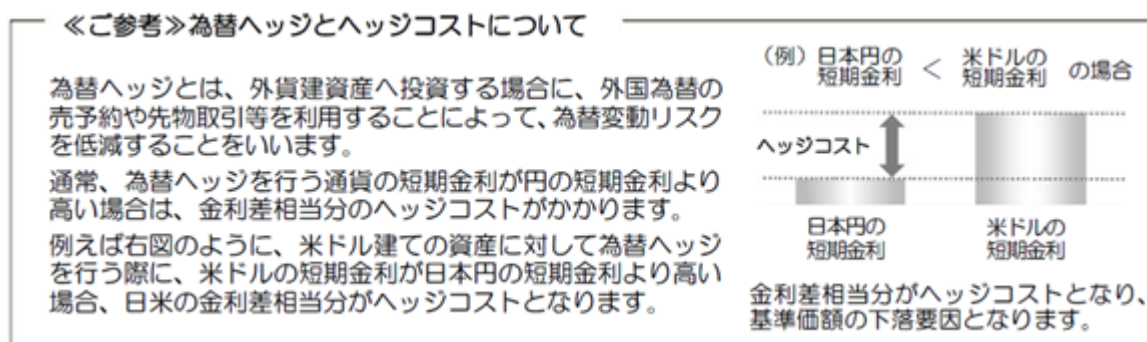 ≪ご参考≫為替ヘッジとヘッジコストについて
為替ヘッジとは、外貨建資産へ投資する場合に、外国為替の
売予約や先物取引等を利用することによって、為替変動リスク
を低減することをいいます。
通常、為替ヘッジを行う通貨の短期金利が円の短期金利より
高い場合は、金利差相当分のヘッジコストがかかります。
例えば右図のように、米ドル建ての資産に対して為替ヘッジ
を行う際に、米ドルの短期金利が日本円の短期金利より高い
場合、日米の金利差相当分がヘッジコストとなります。
（例）日本円の短期金利 ＜ 米ドルの短期金利 の場合
ヘッジコスト
日本円の
短期金利
米ドルの
短期金利
金利差相当分がヘッジコストとなり、
基準価額の下落要因となります。